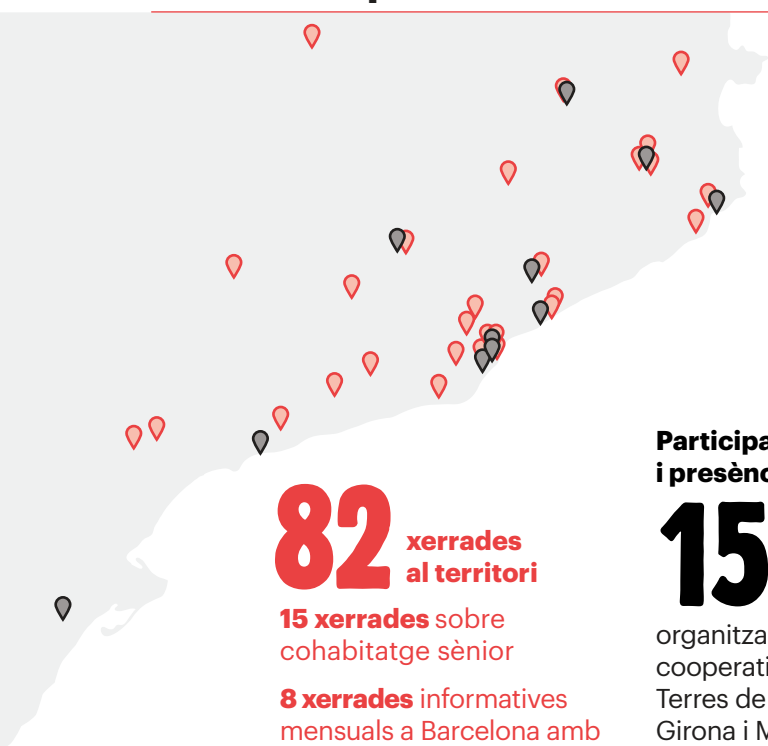 82
xerrades
al territori
15 xerrades sobre
cohabitatge sènior
8 xerrades informatives
mensuals a Barcelona amb
Participa
i presènc
15
organitza
cooperati
Terres de
Girona i M